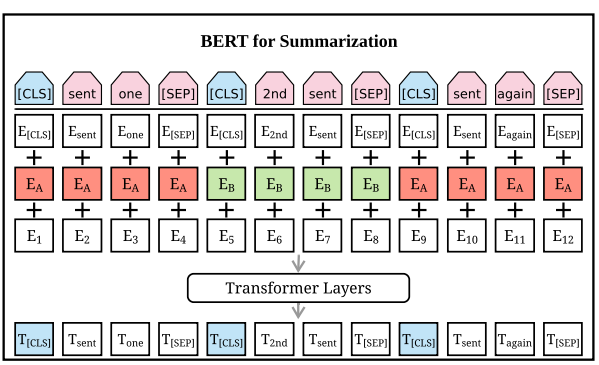 BERT for Summarization
[CLS] sent one [SEP] [CLS] 2nd sent [SEP] [CLS] sent again [SEP]
E[CLS] Esent Eone E[SEP] E[CLS] E2nd Esent E[SEP] E[CLS] Esent Eagain E[SEP]
+ + + + + + + + + + + +
EA EA EA EA EB EB EB EB EA EA EA EA
+ + + + + + + + + + + +
E1 E2 E3 E4 E5 E6 E7 E8 E9 E10 E11 E12
Transformer Layers
T[CLS] Tsent Tone T[SEP] T[CLS] T2nd Tsent T[SEP] T[CLS] Tsent Tagain T[SEP]